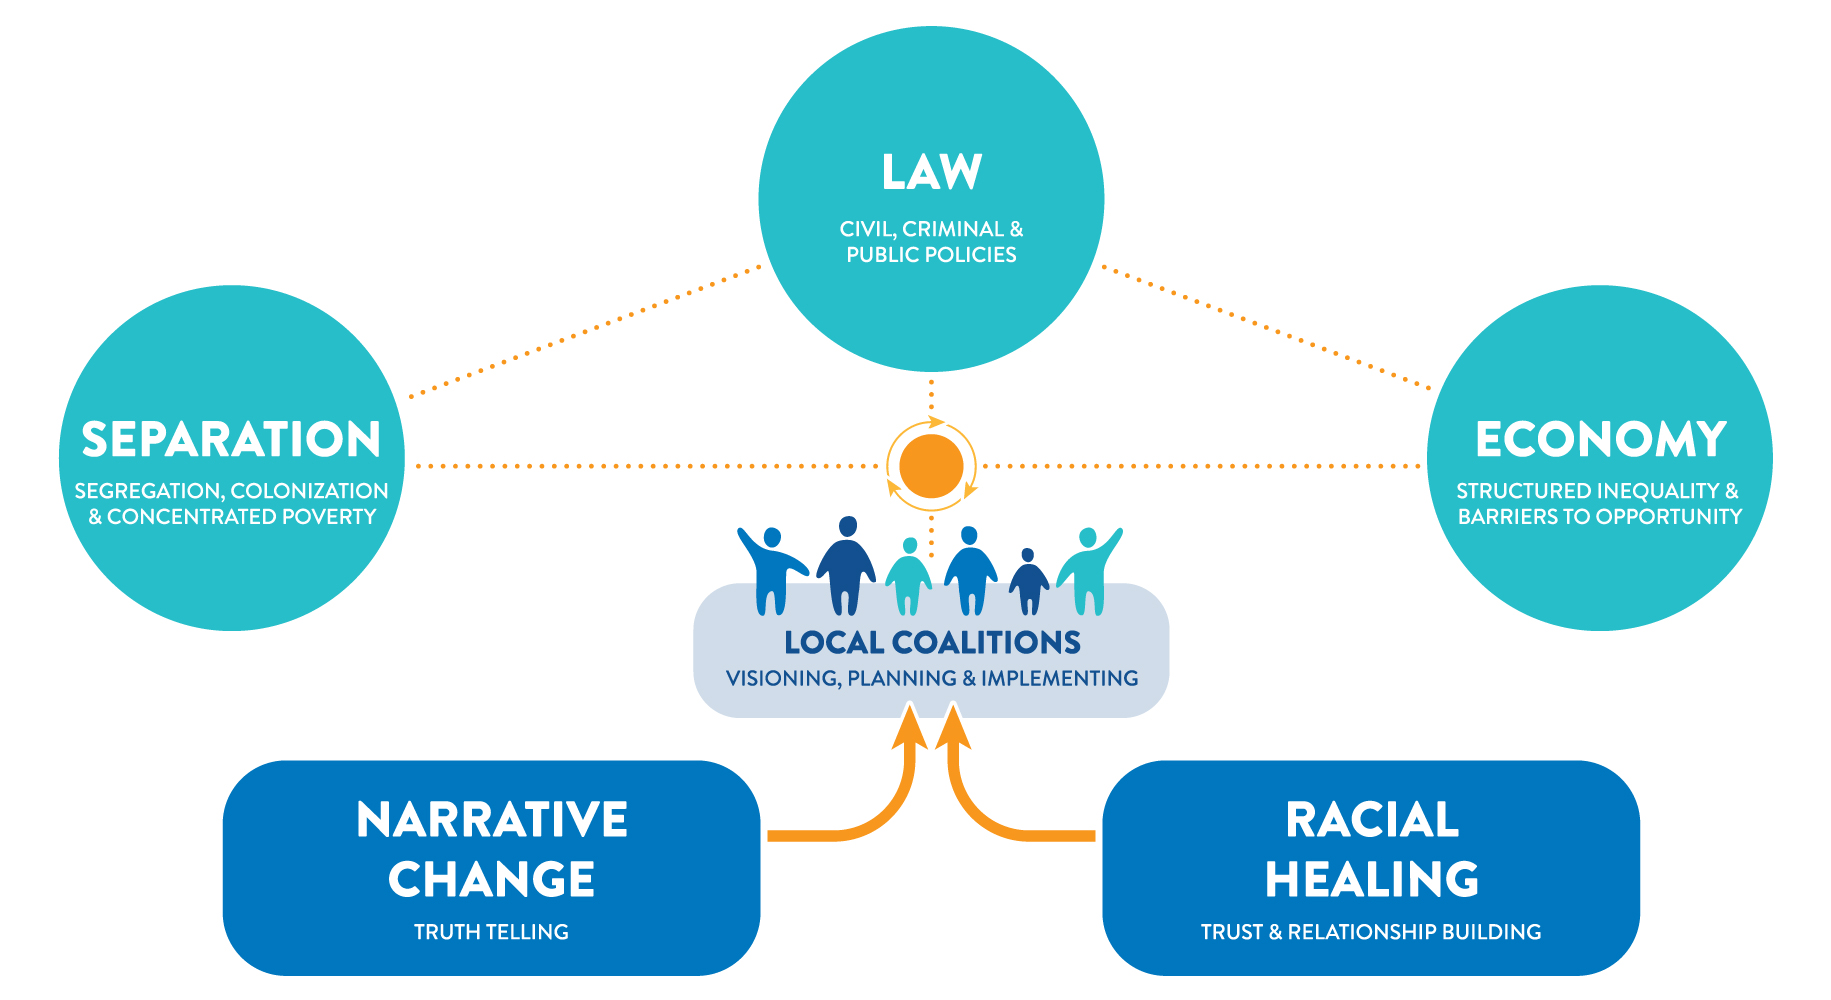 LAW
CIVIL, CRIMINAL &
PUBLIC POLICIES
SEPARATION
SEGREGATION, COLONIZATION
& CONCENTRATED POVERTY
ECONOMY
STRUCTURED INEQUALITY &
BARRIERS TO OPPORTUNITY
LOCAL COALITIONS
VISIONING, PLANNING & IMPLEMENTING
NARRATIVE
CHANGE
TRUTH TELLING
RACIAL
HEALING
TRUST & RELATIONSHIP BUILDING